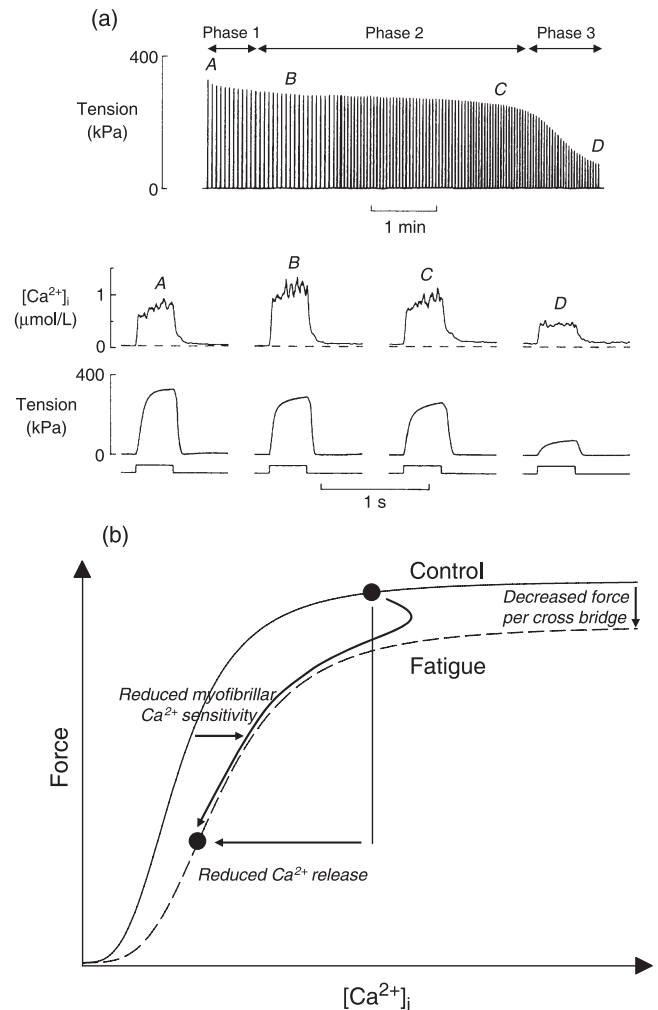 (a)
Phase 1 Phase 2 Phase 3
400
A
B
C
Tension
(kPa)
D
0
1 min
A
B
C
D
[Ca²⁺]ᵢ
(μmol/L)
1
0
400
Tension
(kPa)
0
1 s
(b)
Control
Decreased force
per cross bridge
Fatigue
Reduced myofibrillar
Ca²⁺ sensitivity
Force
Reduced Ca²⁺ release
[Ca²⁺]ᵢ